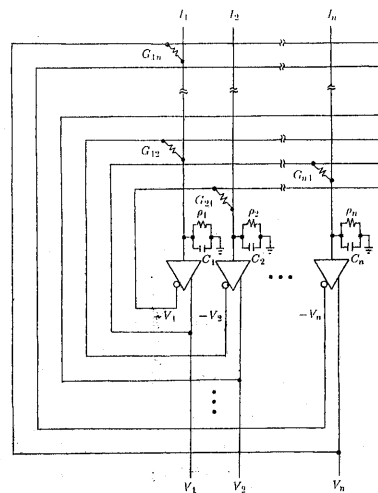 I1 I2 In
G1n
G12
Gn1
G21
ρ1 ρ2 ρn
C1 C2 Cn
-V1 -V2 -Vn
V1 V2 Vn